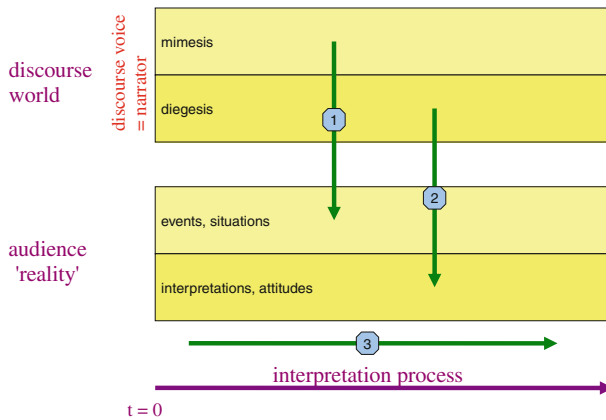 discourse
world
discourse voice
= narrator
mimesis
diegesis
1
2
audience
'reality'
events, situations
interpretations, attitudes
3
interpretation process
t = 0